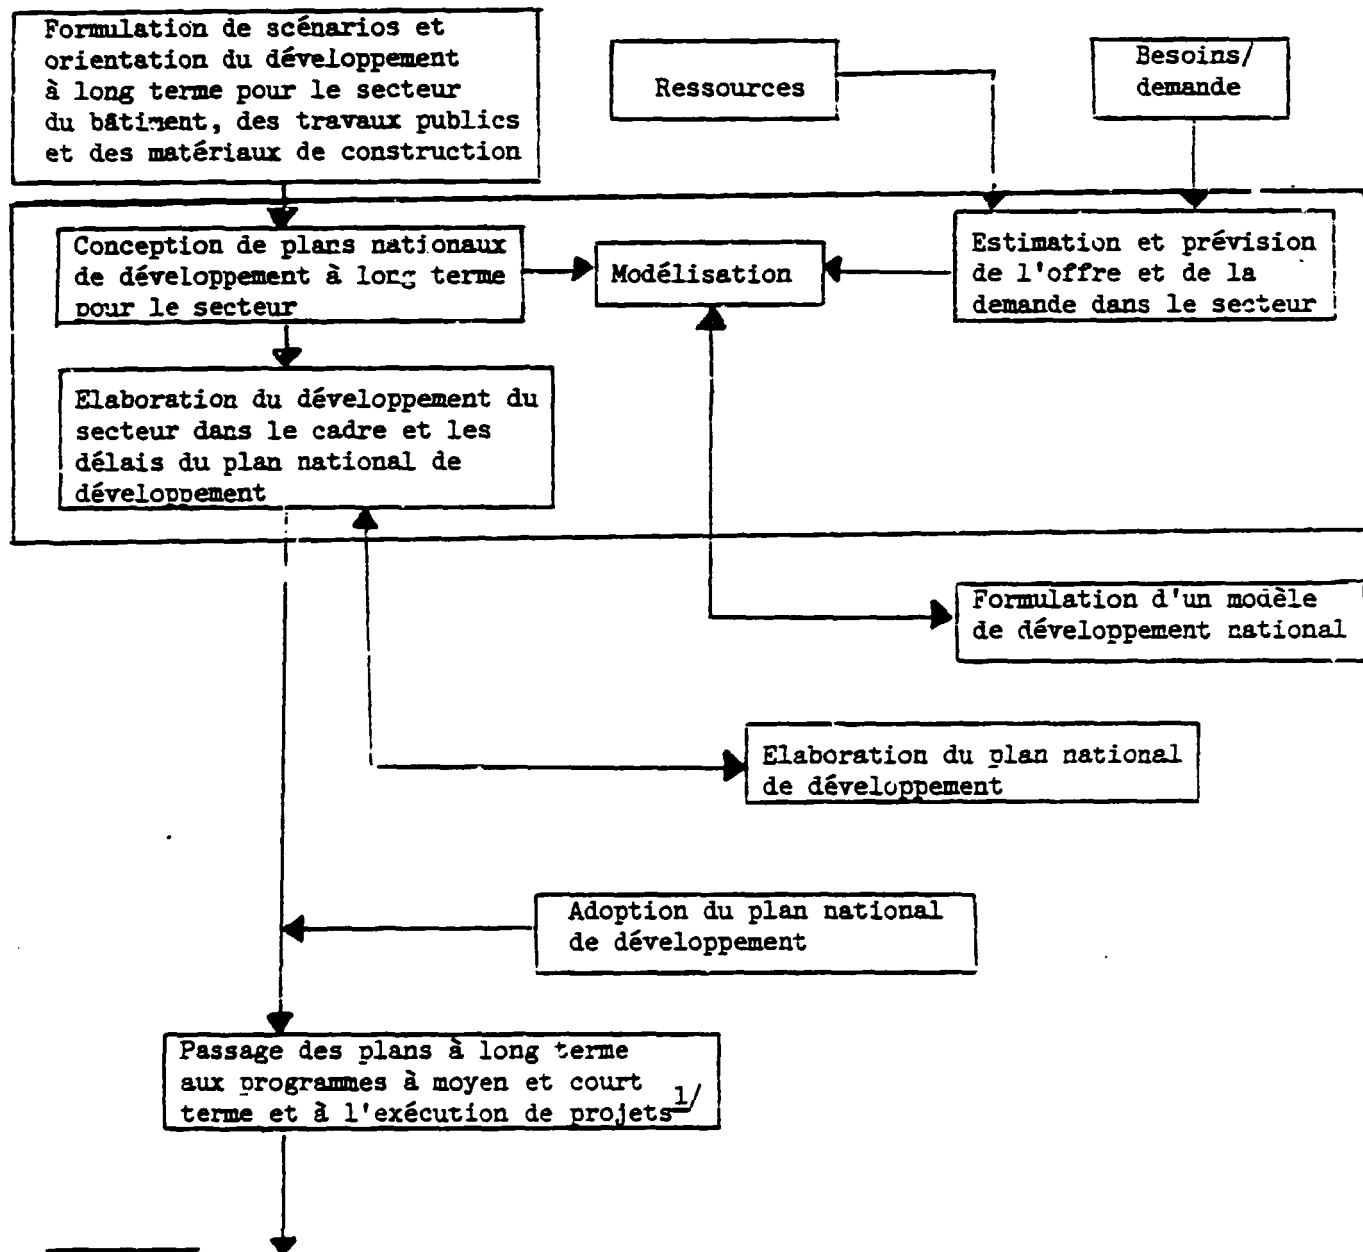 Formulation de scénarios et
orientation du développement
à long terme pour le secteur
du bâtiment, des travaux publics
et des matériaux de construction
Ressources
Besoins/
demande
Conception de plans nationaux
de développement à long terme
pour le secteur
Modélisation
Estimation et prévision
de l'offre et de la
demande dans le secteur
Elaboration du développement du
secteur dans le cadre et les
délais du plan national de
développement
Formulation d'un modèle
de développement national
Elaboration du plan national
de développement
Adoption du plan national
de développement
Passage des plans à long terme
aux programmes à moyen et court
terme et à l'exécution de projets 1/